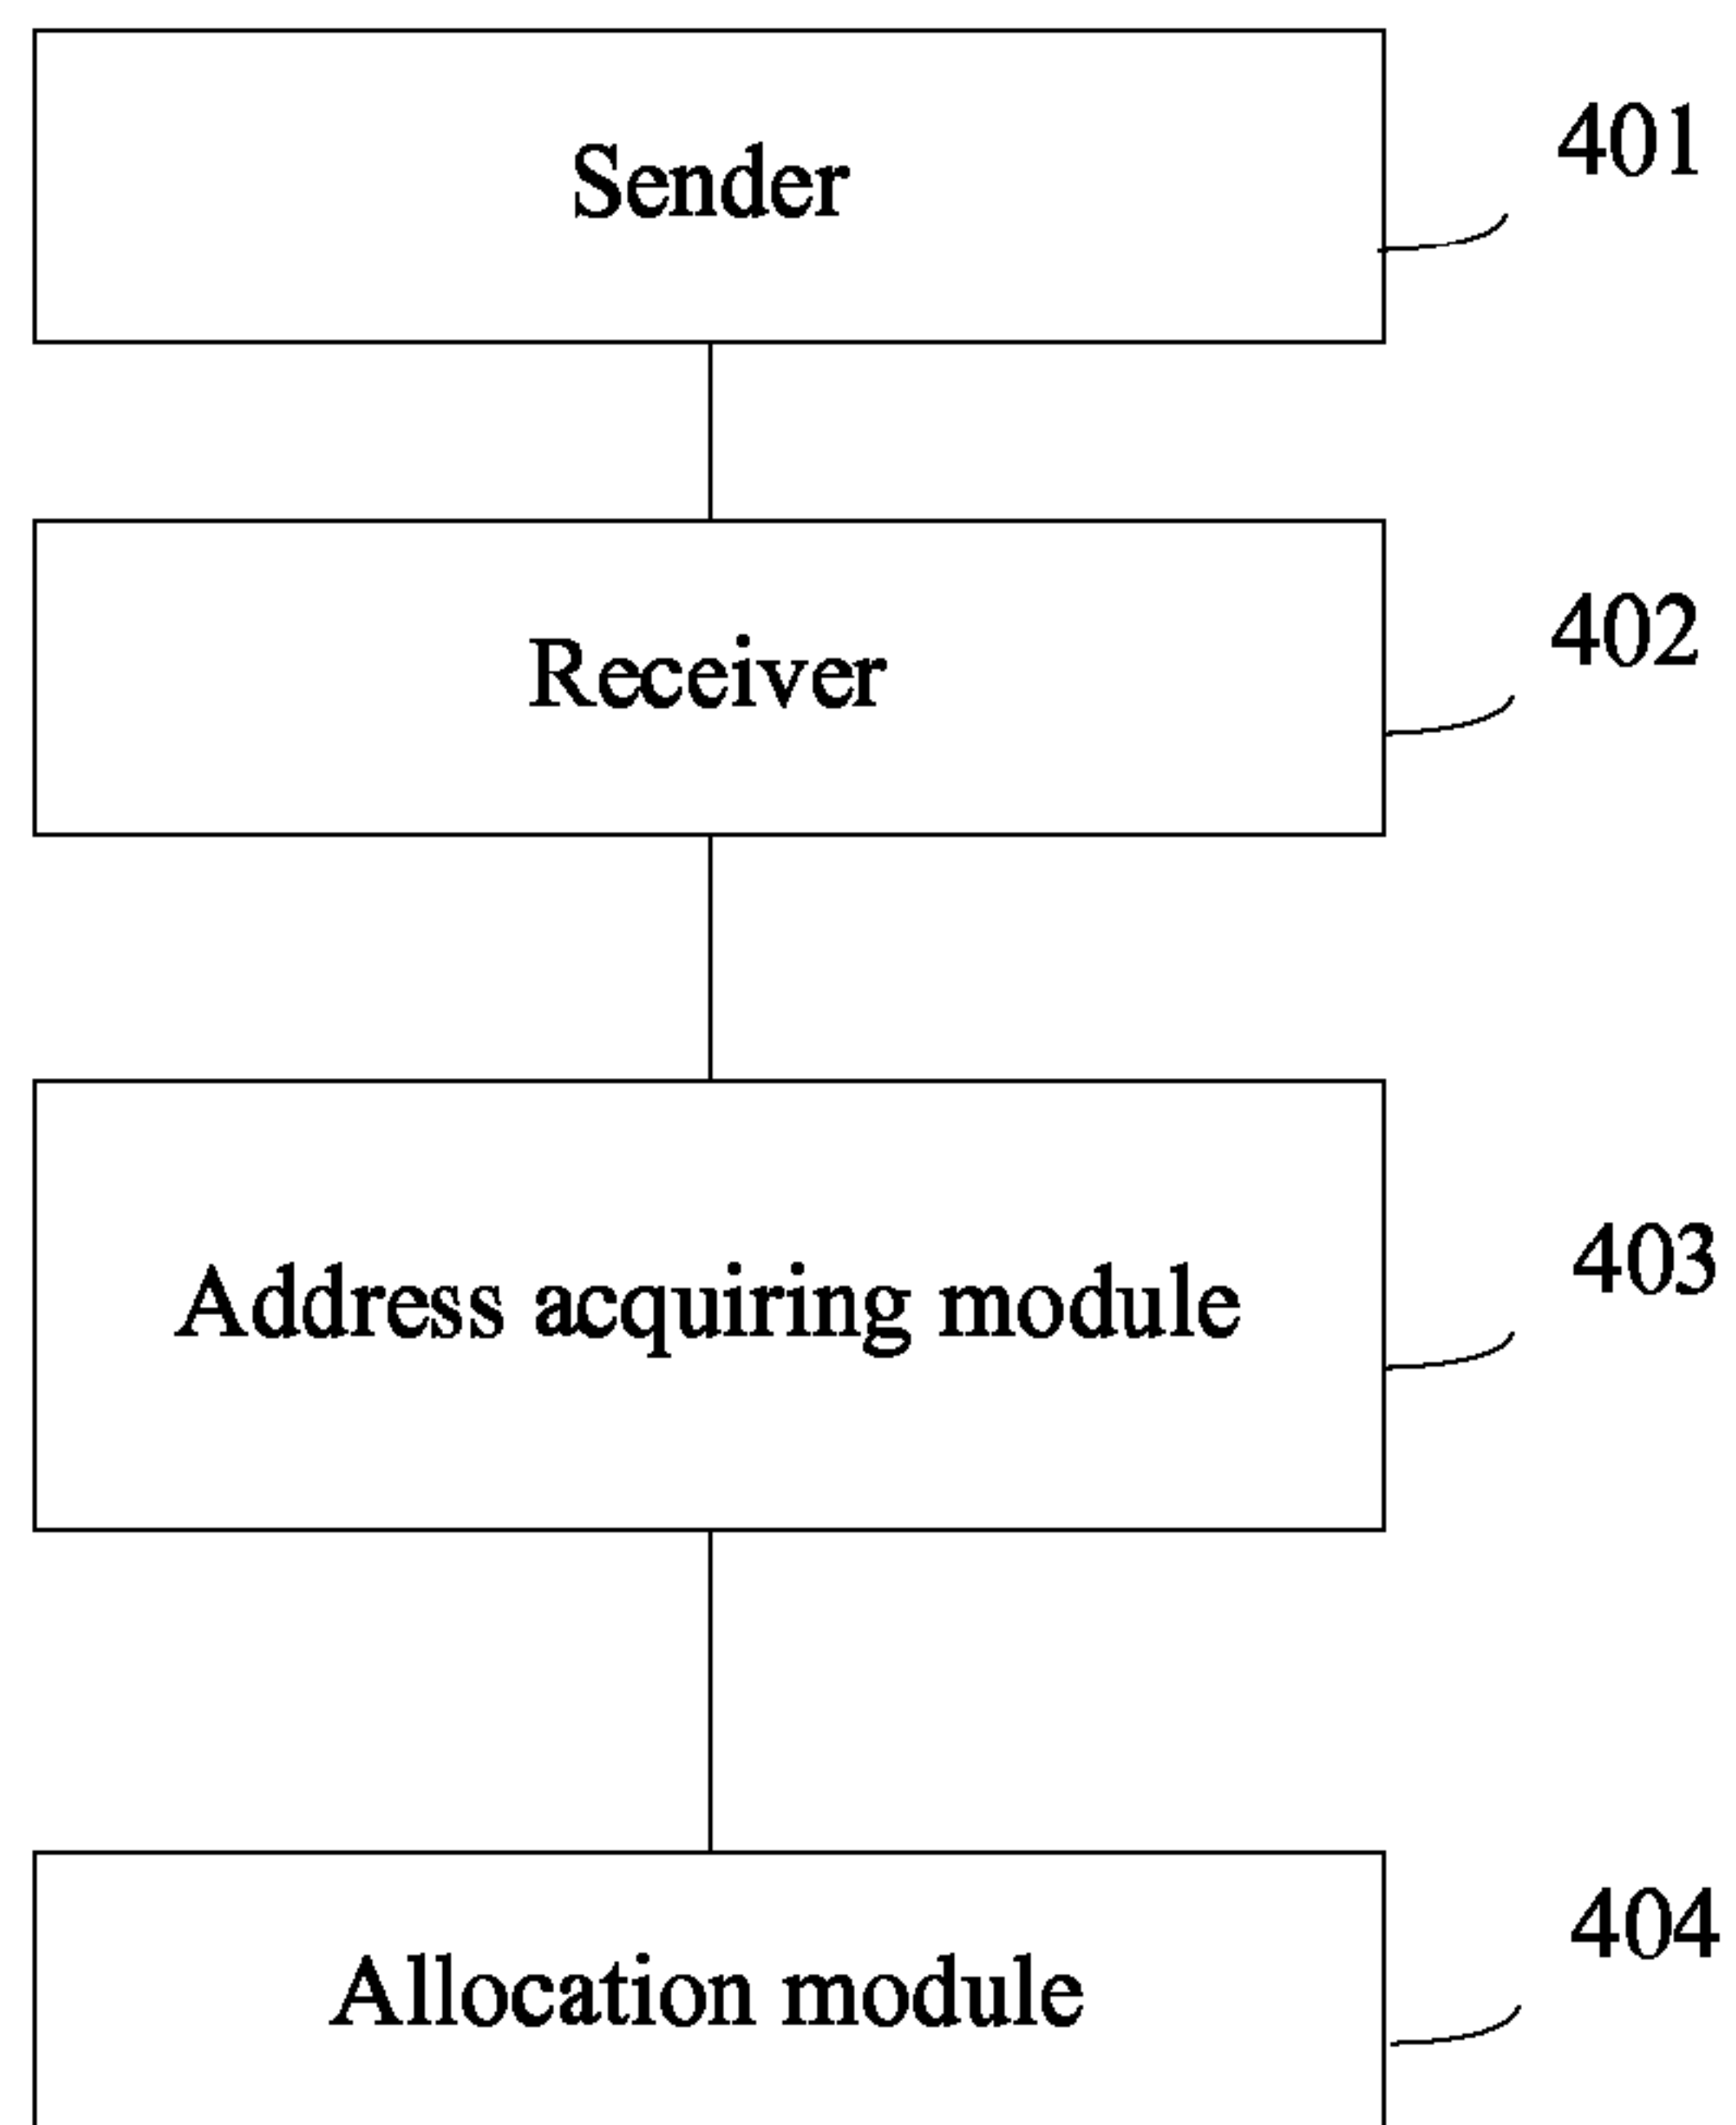 Sender
401
Receiver
402
Address acquiring module
403
Allocation module
404